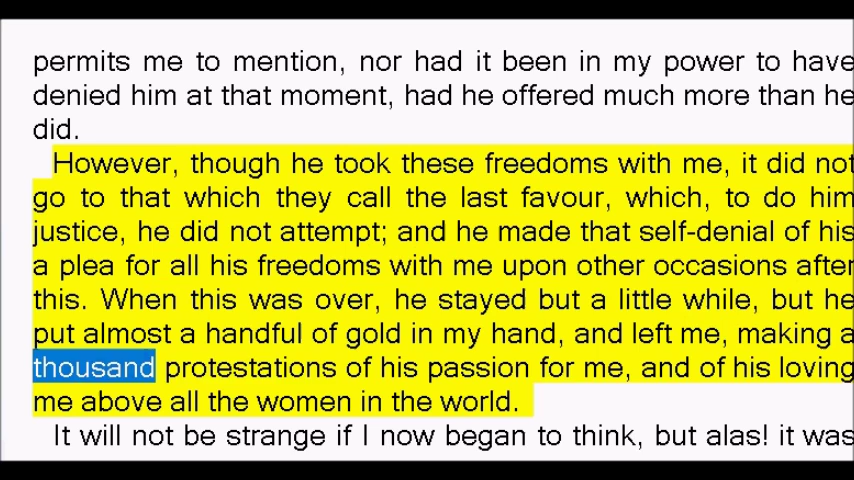 permits me to mention, nor had it been in my power to have
denied him at that moment, had he offered much more than he
did.
However, though he took these freedoms with me, it did not
go to that which they call the last favour, which, to do him
justice, he did not attempt; and he made that self-denial of his
a plea for all his freedoms with me upon other occasions after
this. When this was over, he stayed but a little while, but he
put almost a handful of gold in my hand, and left me, making a
thousand protestations of his passion for me, and of his loving
me above all the women in the world.
It will not be strange if I now began to think, but alas! it was